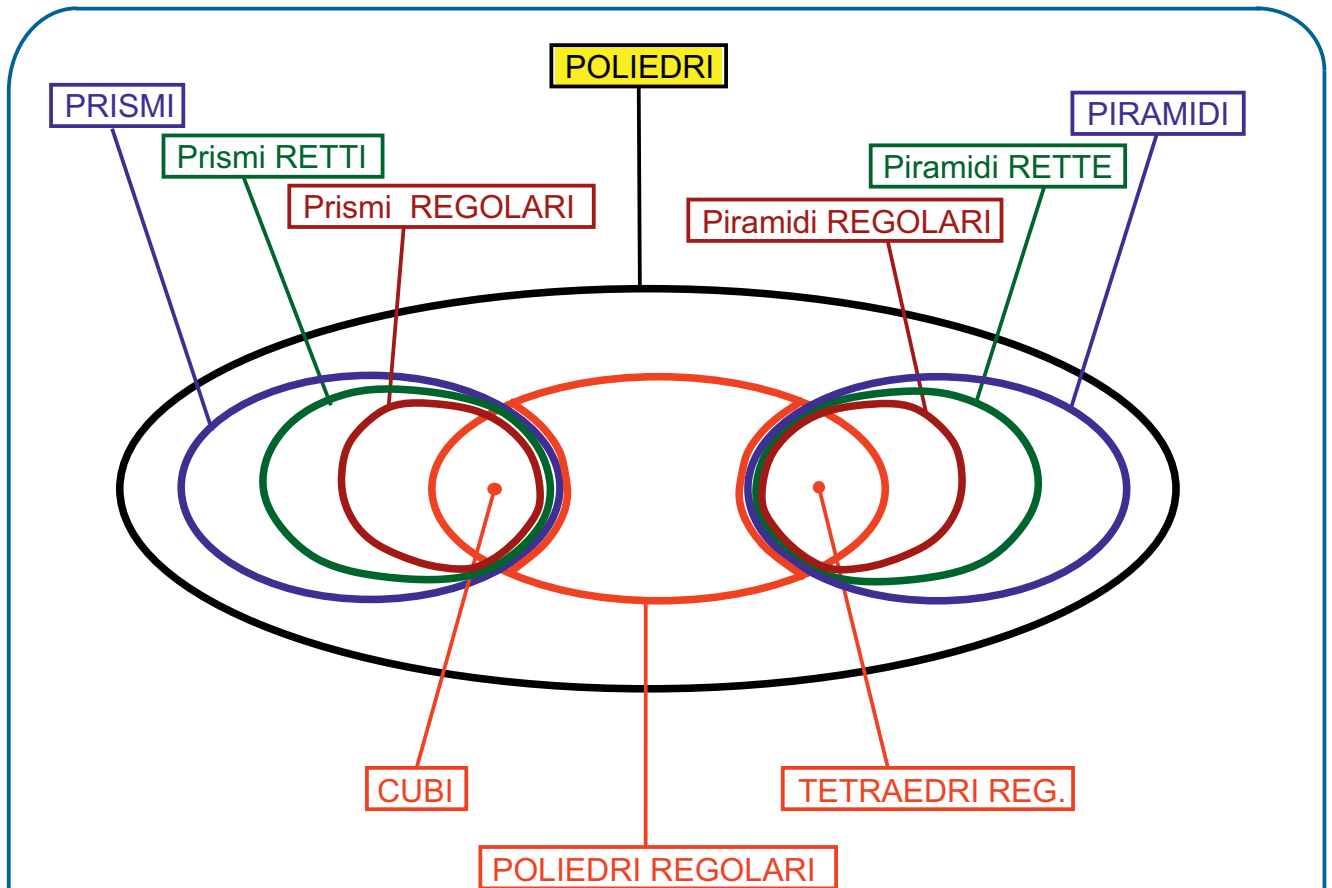 POLIEDRI
PRISMI
PIRAMIDI
Prismi RETTI
Piramidi RETTE
Prismi REGOLARI
Piramidi REGOLARI
CUBI
TETRAEDRI REG.
POLIEDRI REGOLARI